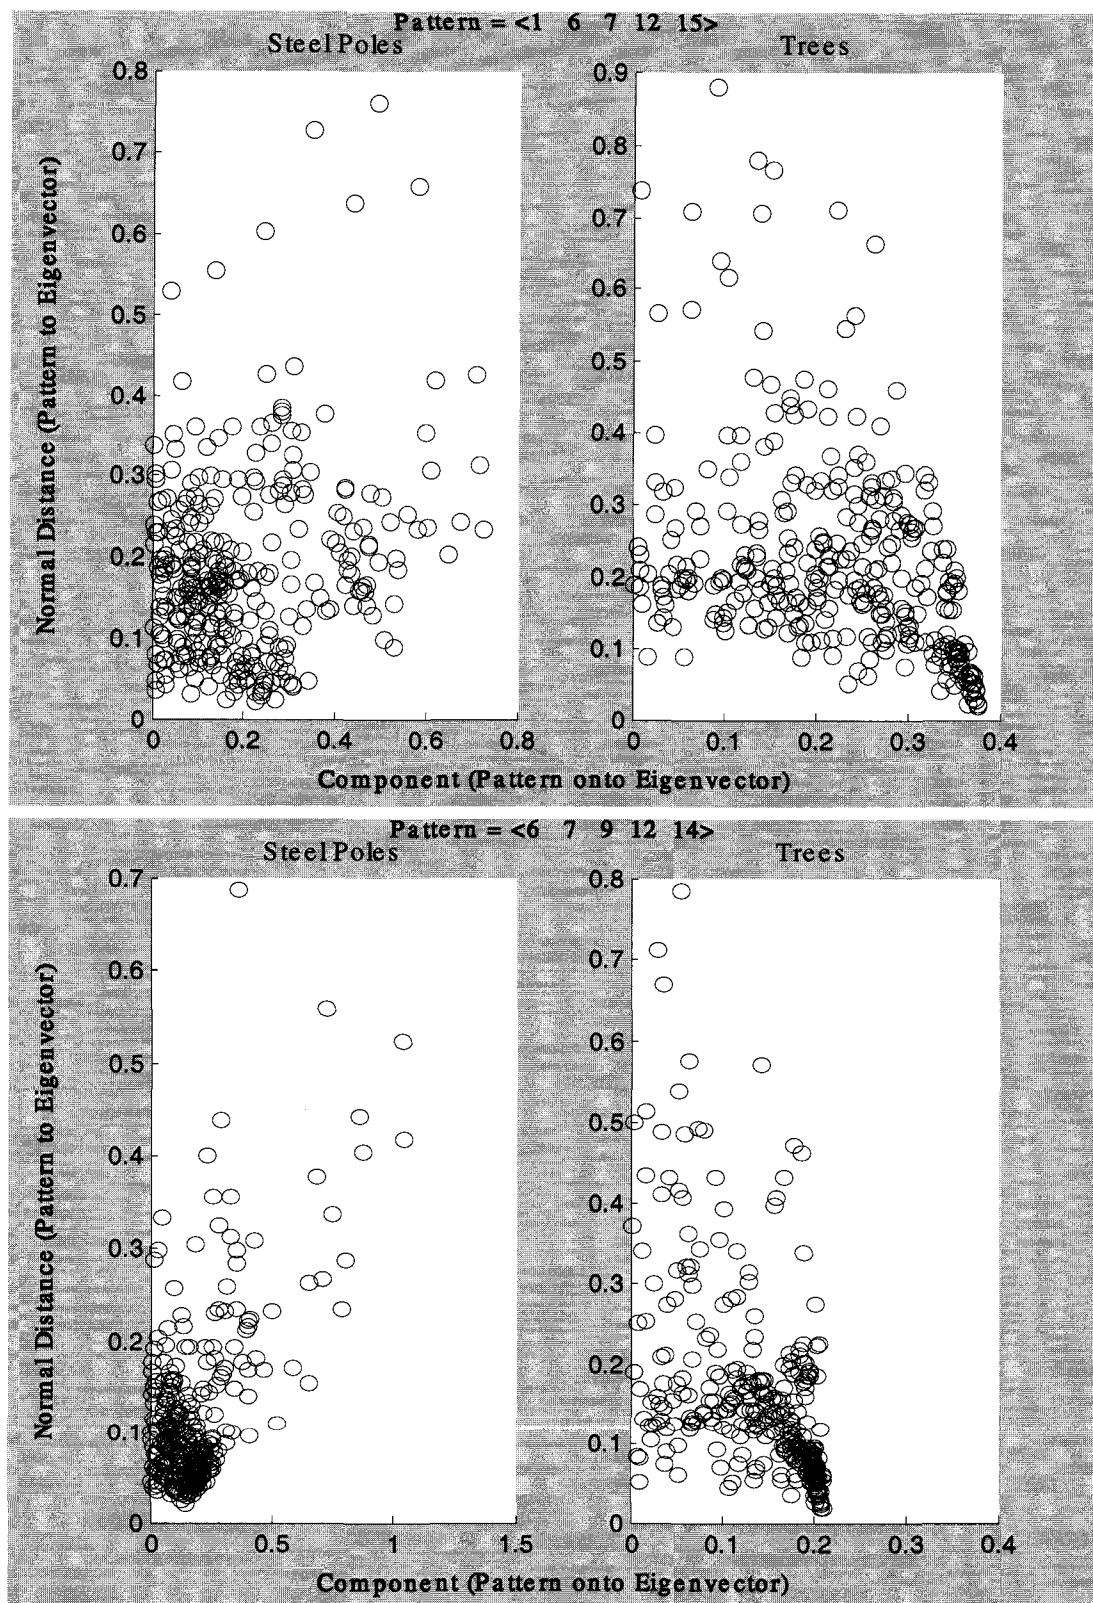 Pattern = <1 6 7 12 15>
Steel Poles
Trees
Normal Distance (Pattern to Eigenvector)
0.8
0.7
0.6
0.5
0.4
0.3
0.2
0.1
0
0 0.2 0.4 0.6 0.8
0.9
0.8
0.7
0.6
0.5
0.4
0.3
0.2
0.1
0
0 0.1 0.2 0.3 0.4
Component (Pattern onto Eigenvector)
Pattern = <6 7 9 12 14>
Steel Poles
Trees
Normal Distance (Pattern to Eigenvector)
0.7
0.6
0.5
0.4
0.3
0.2
0.1
0
0 0.5 1 1.5
0.8
0.7
0.6
0.5
0.4
0.3
0.2
0.1
0
0 0.1 0.2 0.3 0.4
Component (Pattern onto Eigenvector)